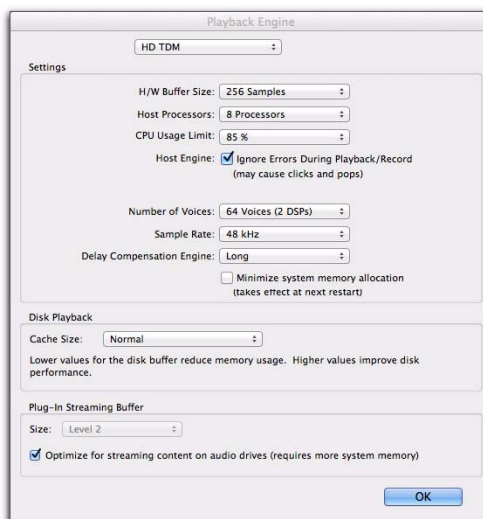 Playback Engine
HD TDM
Settings
H/W Buffer Size: 256 Samples
Host Processors: 8 Processors
CPU Usage Limit: 85 %
Host Engine: Ignore Errors During Playback/Record
(may cause clicks and pops)
Number of Voices: 64 Voices (2 DSPs)
Sample Rate: 48 kHz
Delay Compensation Engine: Long
Minimize system memory allocation
(takes effect at next restart)
Disk Playback
Cache Size: Normal
Lower values for the disk buffer reduce memory usage. Higher values improve disk
performance.
Plug-In Streaming Buffer
Size: Level 2
Optimize for streaming content on audio drives (requires more system memory)
OK